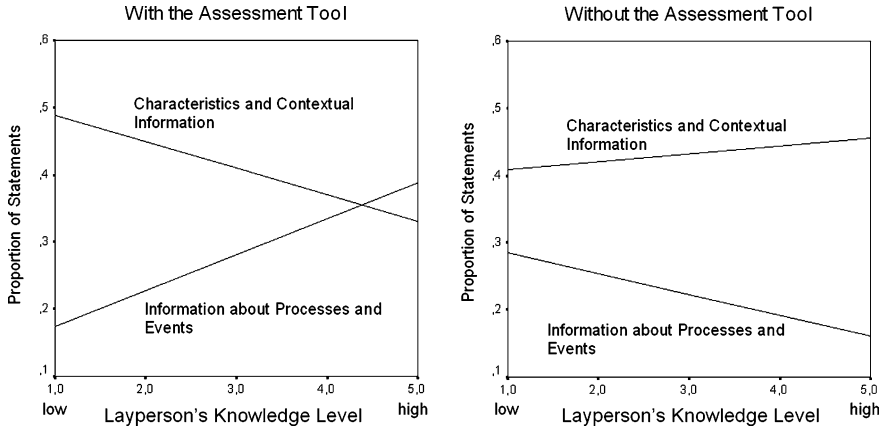 With the Assessment Tool
,6
,5
,4
,3
,2
,1
Proportion of Statements
Characteristics and Contextual
Information
Information about Processes and
Events
1,0
2,0
3,0
4,0
5,0
low
Layperson's Knowledge Level
high
Without the Assessment Tool
,6
,5
,4
,3
,2
,1
Proportion of Statements
Characteristics and Contextual
Information
Information about Processes and
Events
1,0
2,0
3,0
4,0
5,0
low
Layperson's Knowledge Level
high